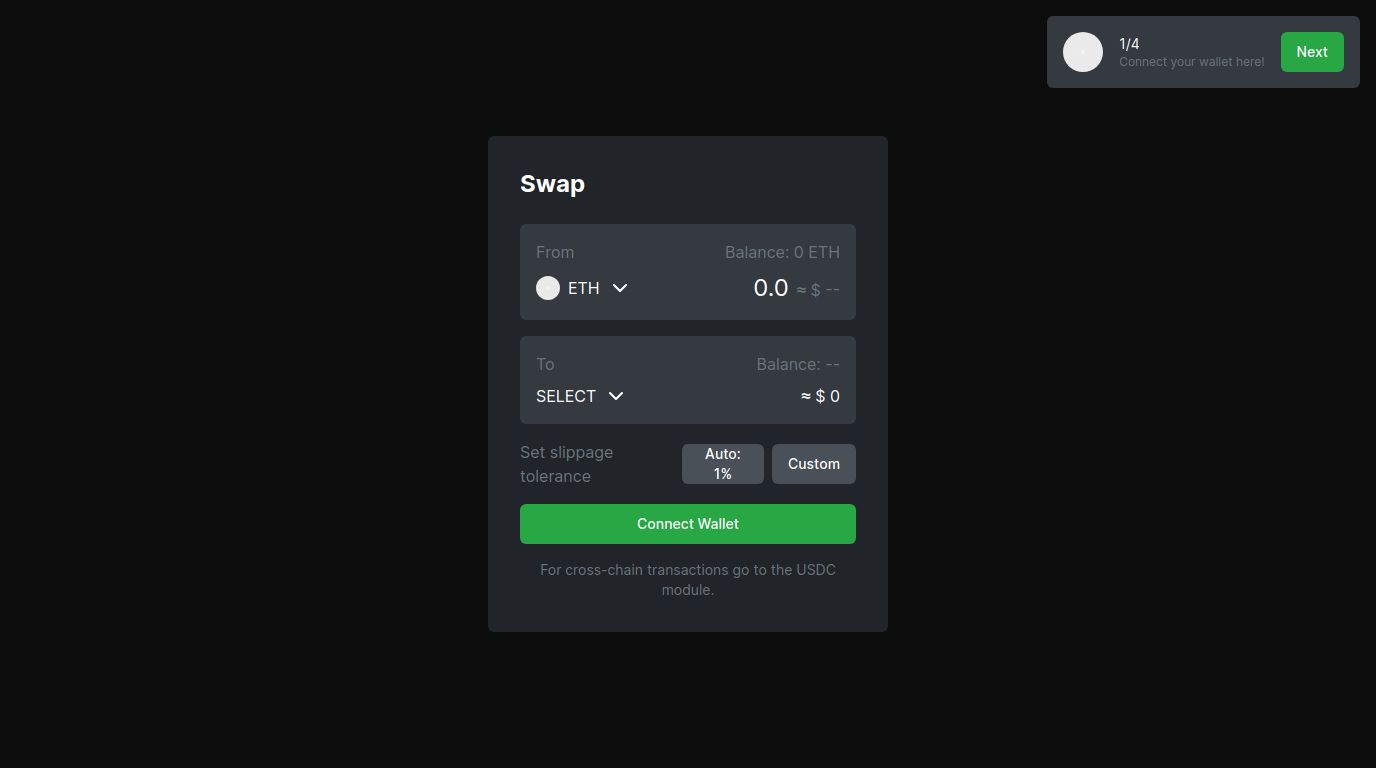 1/4
Connect your wallet here!
Next
Swap
From
Balance: 0 ETH
ETH
0.0 ≈ $ --
To
Balance: --
SELECT
≈ $ 0
Set slippage
tolerance
Auto:
1%
Custom
Connect Wallet
For cross-chain transactions go to the USDC
module.